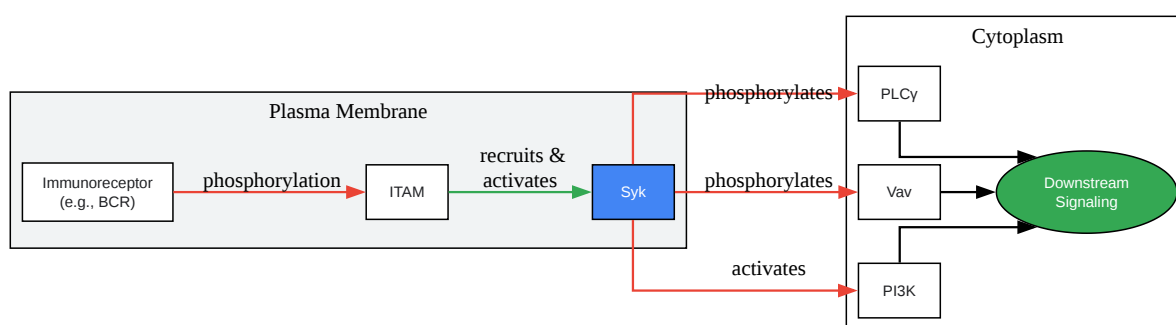 Cytoplasm
Plasma Membrane
phosphorylates
PLCγ
Immunoreceptor
(e.g., BCR)
phosphorylation
ITAM
recruits &
activates
Syk
phosphorylates
Vav
Downstream
Signaling
activates
PI3K